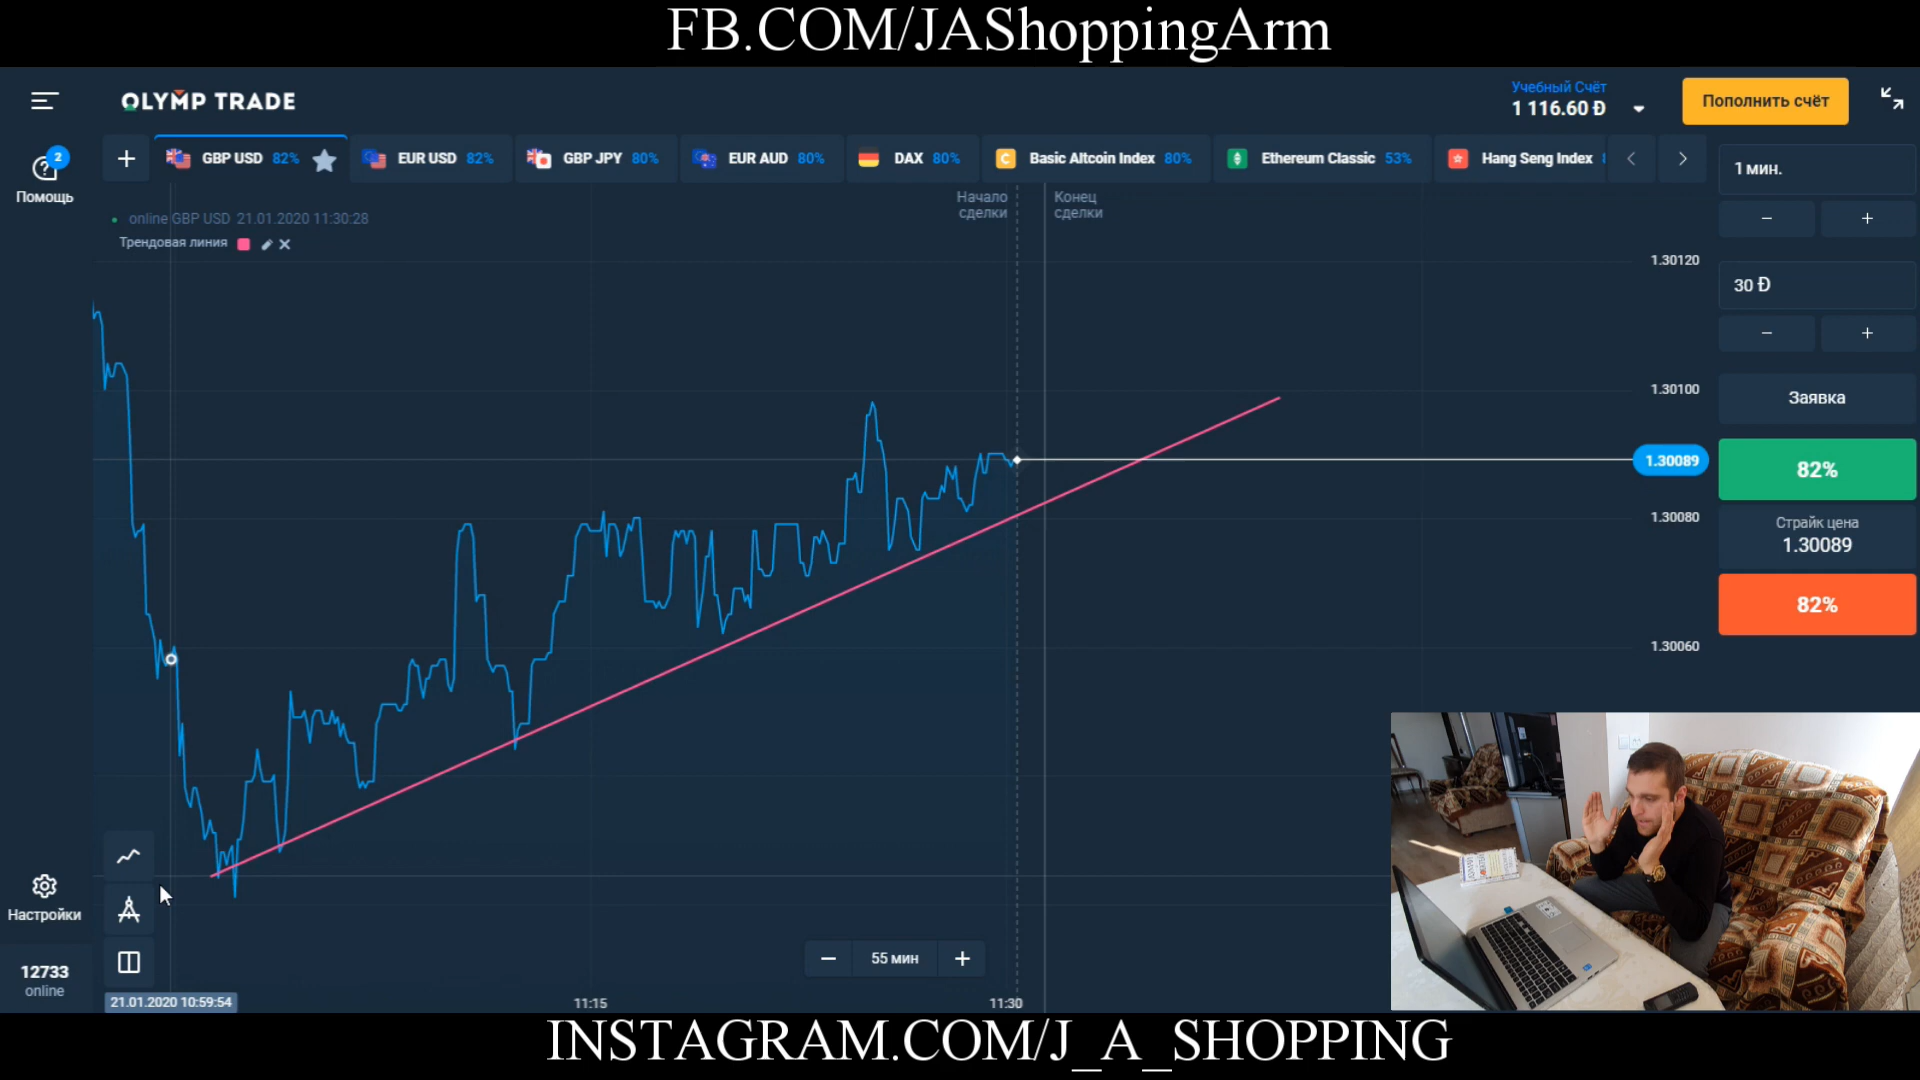 FB.COM/JAShoppingArm
OLYMP TRADE
Учебный Счёт
1 116.60 Đ
Пополнить счёт
2
Помощь
+
GBP USD 82%
EUR USD 82%
GBP JPY 80%
EUR AUD 80%
DAX 80%
Basic Altcoin Index 80%
Ethereum Classic 53%
Hang Seng Index
1 мин.
− +
online GBP USD 21.01.2020 11:30:28
Трендовая линия
Начало
сделки
Конец
сделки
1.30120
30 Đ
− +
1.30100
Заявка
1.30089
82%
1.30080
Страйк цена
1.30089
82%
1.30060
Настройки
12733
online
− 55 мин +
21.01.2020 10:59:54
11:15
11:30
INSTAGRAM.COM/J_A_SHOPPING